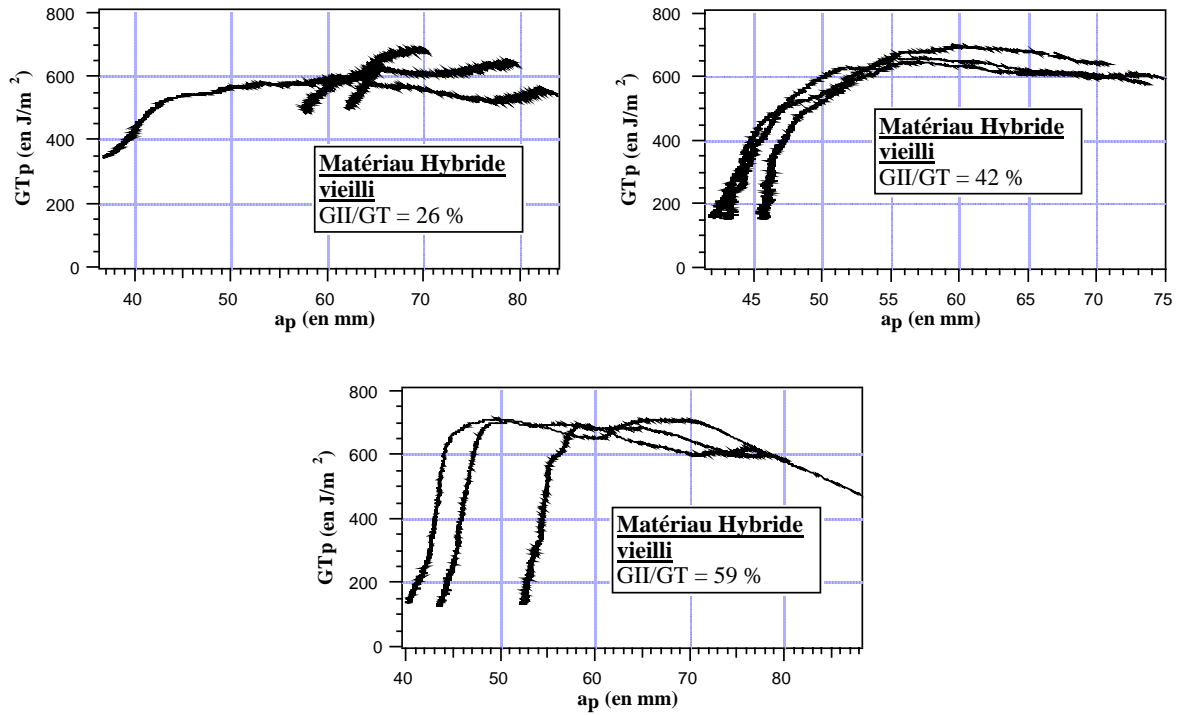 800
600
400
200
0
GTp (en J/m 2)
Matériau Hybride
vieilli
GII/GT = 26 %
40
50
60
70
80
ap (en mm)
800
600
400
200
0
GTp (en J/m 2)
Matériau Hybride
vieilli
GII/GT = 42 %
45
50
55
60
65
70
75
ap (en mm)
800
600
400
200
0
GTp (en J/m 2)
Matériau Hybride
vieilli
GII/GT = 59 %
40
50
60
70
80
ap (en mm)